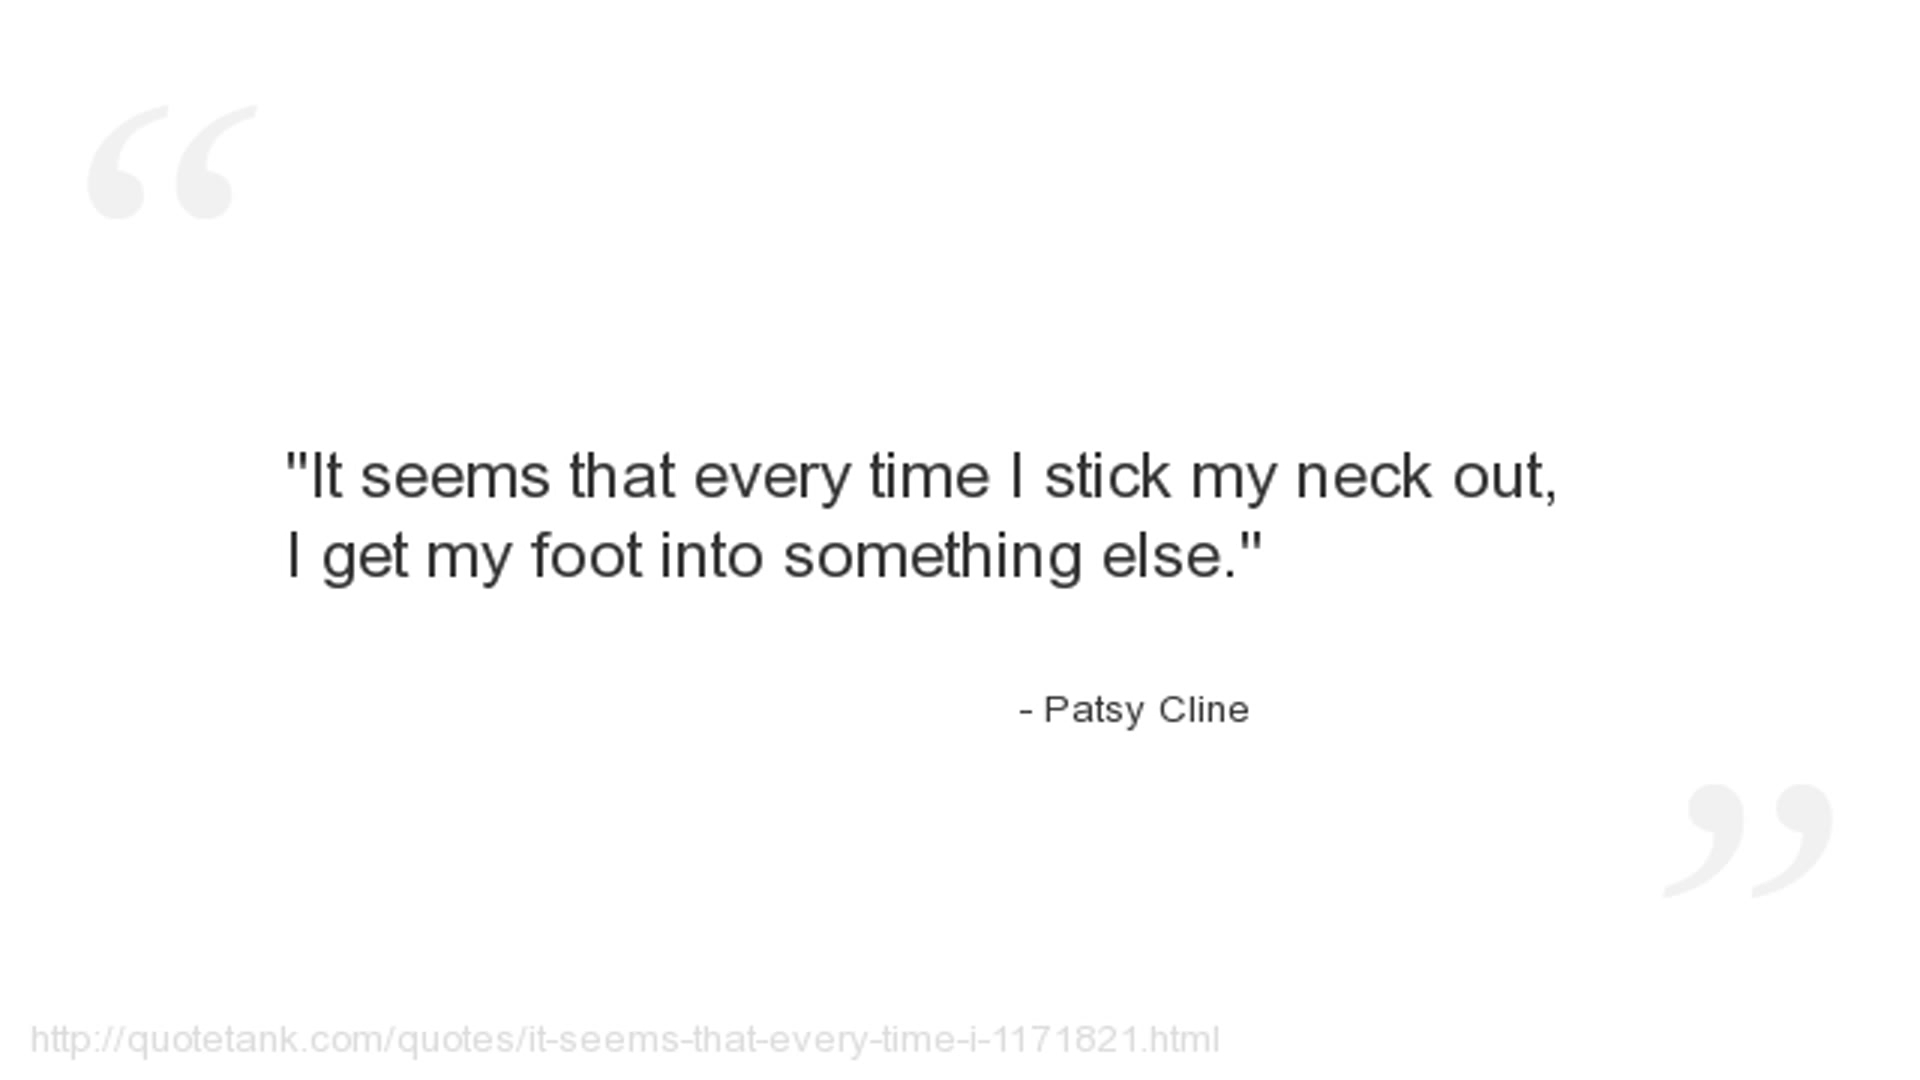 "It seems that every time I stick my neck out,
I get my foot into something else."
- Patsy Cline
http://quotetank.com/quotes/it-seems-that-every-time-i-1171821.html